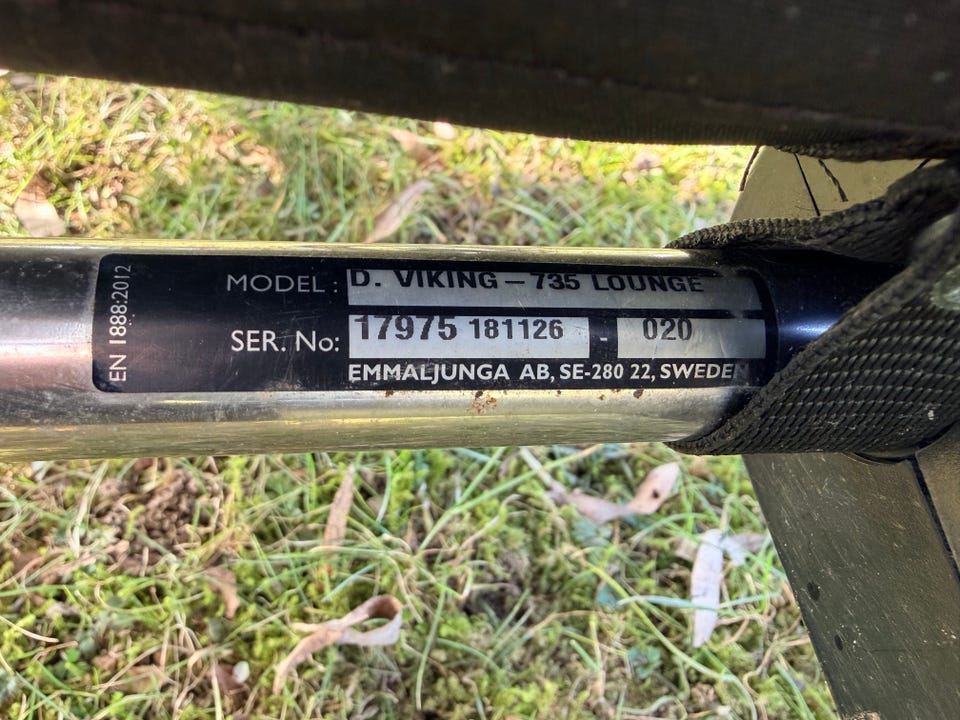 EN 1888:2012
MODEL : D. VIKING – 735 LOUNGE
SER. No: 17975 181126 - 020
EMMALJUNGA AB, SE-280 22, SWEDEN